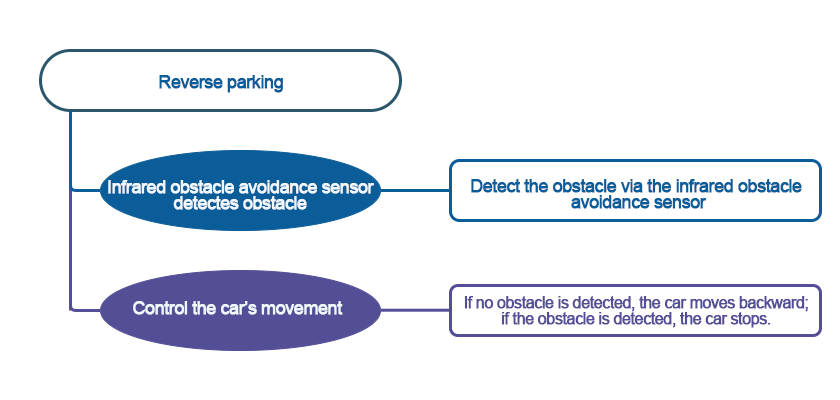 Reverse parking
Infrared obstacle avoidance sensor
detectes obstacle
Detect the obstacle via the infrared obstacle
avoidance sensor
Control the car's movement
If no obstacle is detected, the car moves backward;
if the obstacle is detected, the car stops.